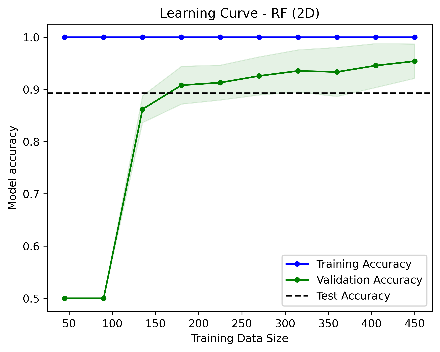 Learning Curve - RF (2D)
Model accuracy
1.0
0.9
0.8
0.7
0.6
0.5
Training Accuracy
Validation Accuracy
Test Accuracy
50 100 150 200 250 300 350 400 450
Training Data Size